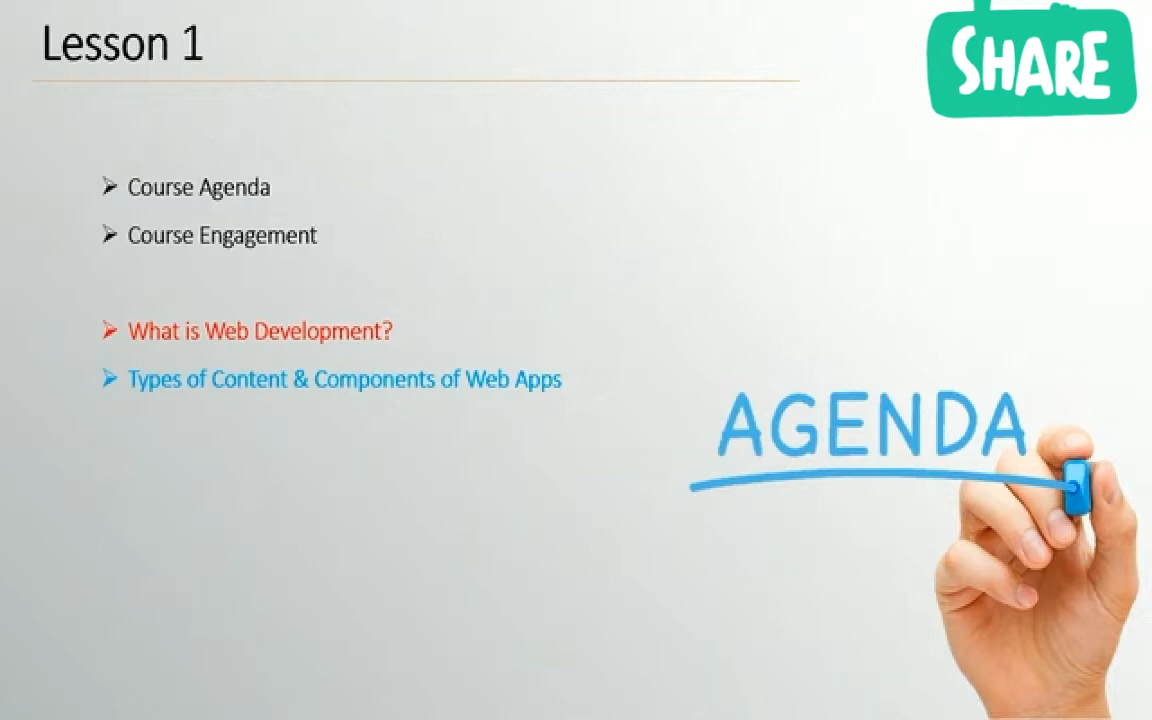 Lesson 1
SHARE
➢ Course Agenda
➢ Course Engagement
➢ What is Web Development?
➢ Types of Content & Components of Web Apps
AGENDA